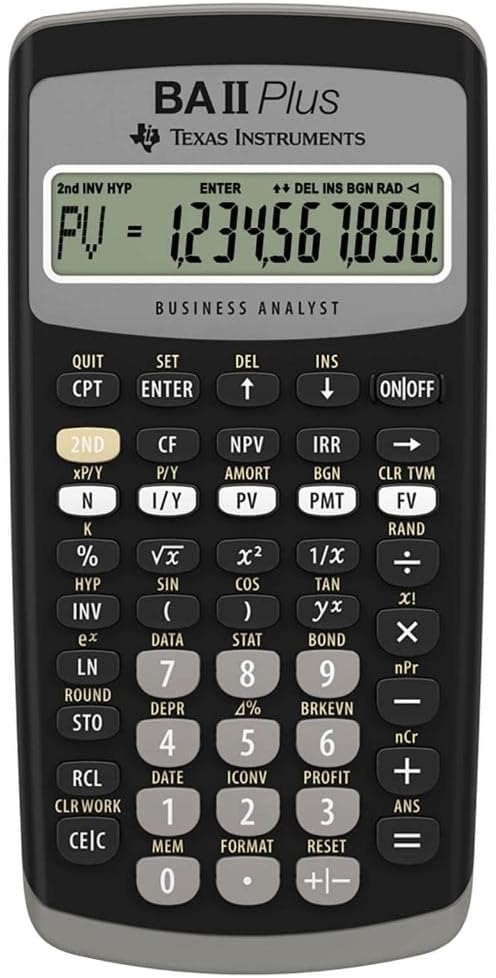 BA II Plus
TEXAS INSTRUMENTS
2nd INV HYP ENTER ↑↓ DEL INS BGN RAD ◁
PV = 1,234,567,890.
BUSINESS ANALYST
QUIT SET DEL INS
CPT ENTER ↑ ↓ ON|OFF
2ND CF NPV IRR →
xP/Y P/Y AMORT BGN CLR TVM
N I/Y PV PMT FV
K RAND
% √x x² 1/x ÷
HYP SIN COS TAN x!
INV ( ) yˣ ×
eˣ DATA STAT BOND nPr
LN 7 8 9 −
ROUND DEPR Δ% BRKEVN nCr
STO 4 5 6 +
DATE ICONV PROFIT
RCL 1 2 3
CLR WORK ANS
CE|C =
MEM FORMAT RESET
0 . +|−